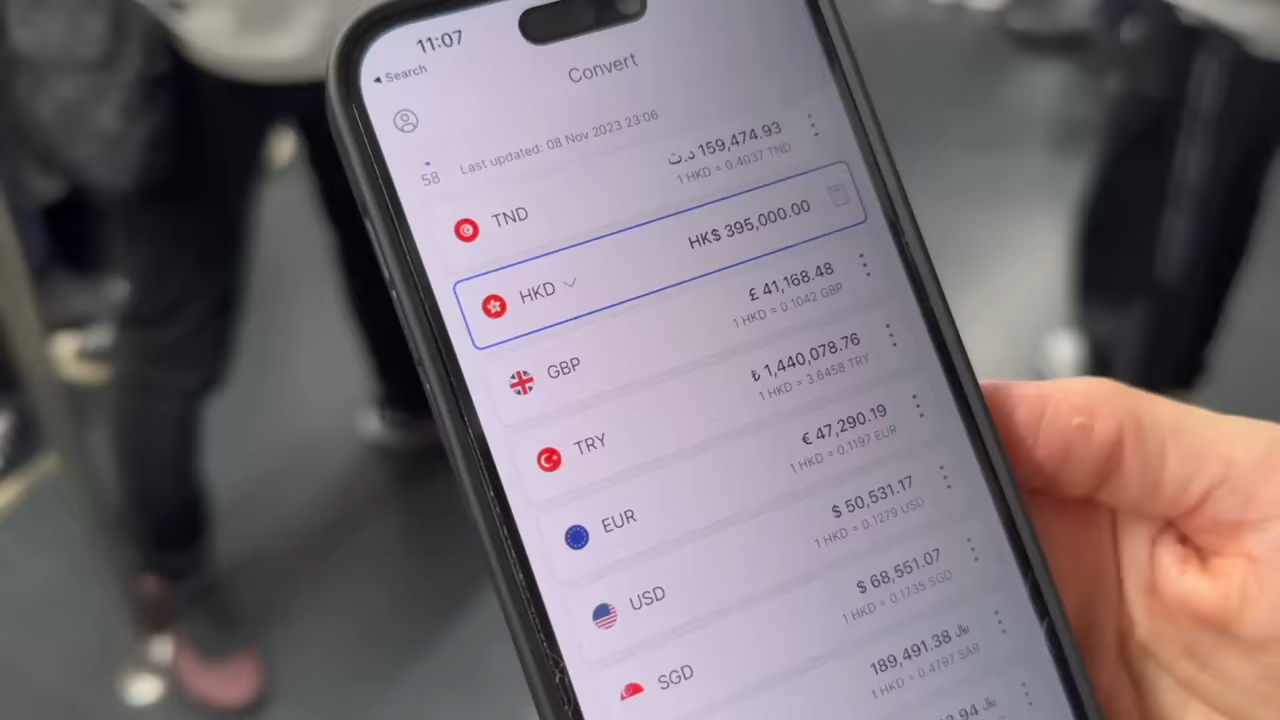 11:07
◀ Search
Convert
58
Last updated: 08 Nov 2023 23:06
TND
د.ت 159,474.93
1 HKD = 0.4037 TND
HKD
HK$ 395,000.00
GBP
£ 41,168.48
1 HKD = 0.1042 GBP
TRY
₺ 1,440,078.76
1 HKD = 3.6458 TRY
EUR
€ 47,290.19
1 HKD = 0.1197 EUR
USD
$ 50,531.17
1 HKD = 0.1279 USD
SGD
$ 68,551.07
1 HKD = 0.1735 SGD
189,491.38 ﷼
1 HKD = 0.4797 SAR